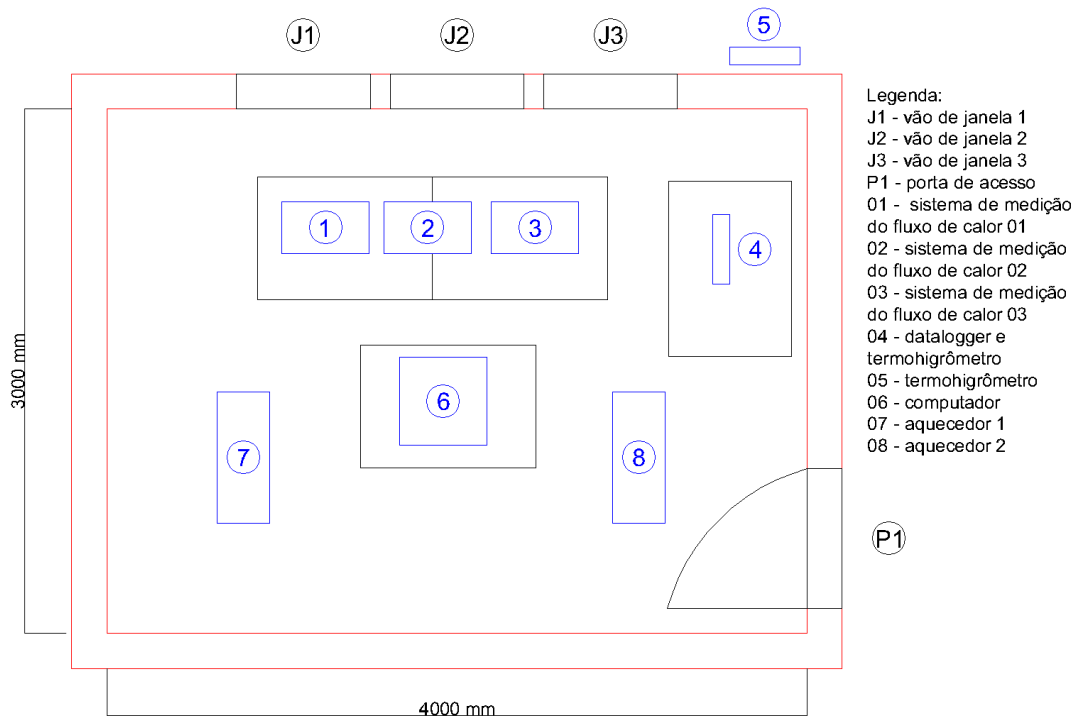 J1
J2
J3
5
Legenda:
J1 - vão de janela 1
J2 - vão de janela 2
J3 - vão de janela 3
P1 - porta de acesso
01 - sistema de medição
do fluxo de calor 01
02 - sistema de medição
do fluxo de calor 02
03 - sistema de medição
do fluxo de calor 03
04 - datalogger e
termohigrômetro
05 - termohigrômetro
06 - computador
07 - aquecedor 1
08 - aquecedor 2
1
2
3
4
6
7
8
P1
3000 mm
4000 mm